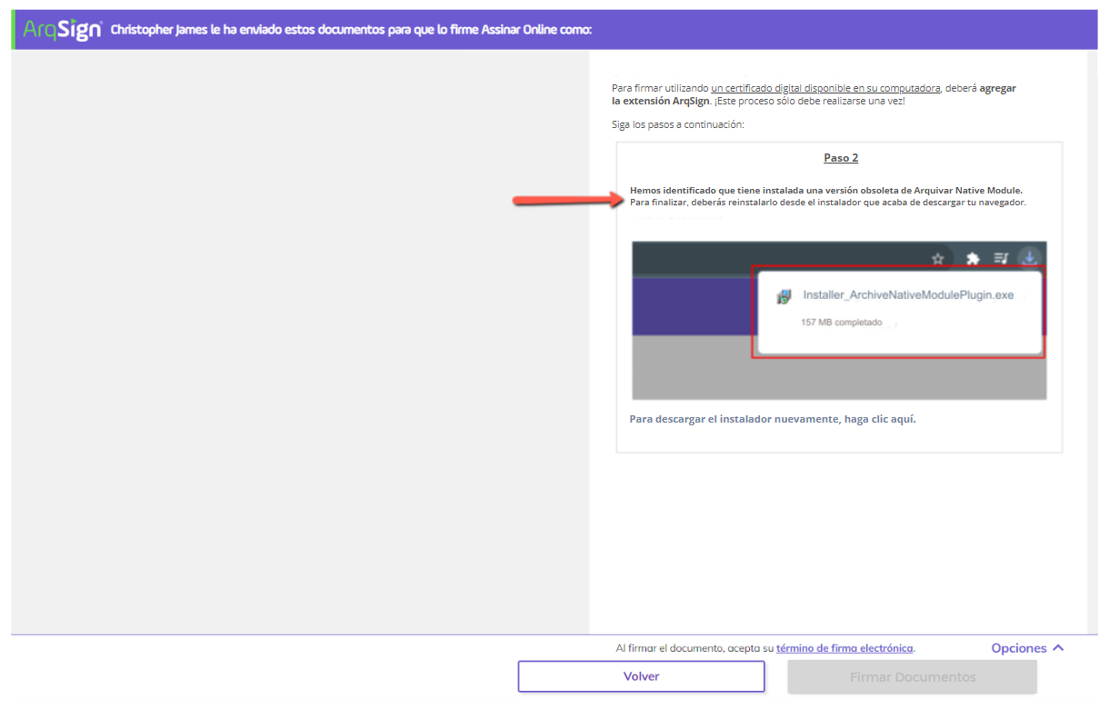 ArqSign® Christopher James le ha enviado estos documentos para que lo firme Assinar Online como:
Para firmar utilizando un certificado digital disponible en su computadora, deberá agregar
la extensión ArqSign. ¡Este proceso sólo debe realizarse una vez!
Siga los pasos a continuación:
Paso 2
Hemos identificado que tiene instalada una versión obsoleta de Arquivar Native Module.
Para finalizar, deberás reinstalarlo desde el instalador que acaba de descargar tu navegador.
Installer_ArchiveNativeModulePlugin.exe
157 MB completado
Para descargar el instalador nuevamente, haga clic aquí.
Al firmar el documento, acepta su término de firma electrónica.
Opciones
Volver
Firmar Documentos